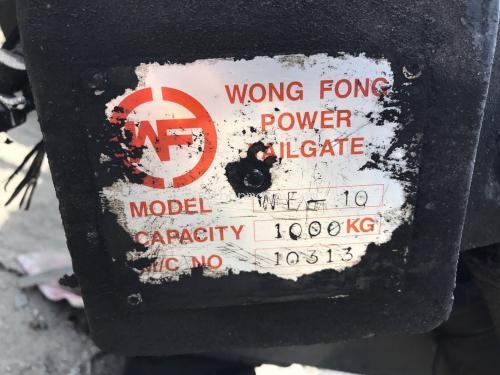 WF
WONG FONG
POWER
AILGATE
MODEL WF-10
CAPACITY 1000 KG
M/C NO 10313